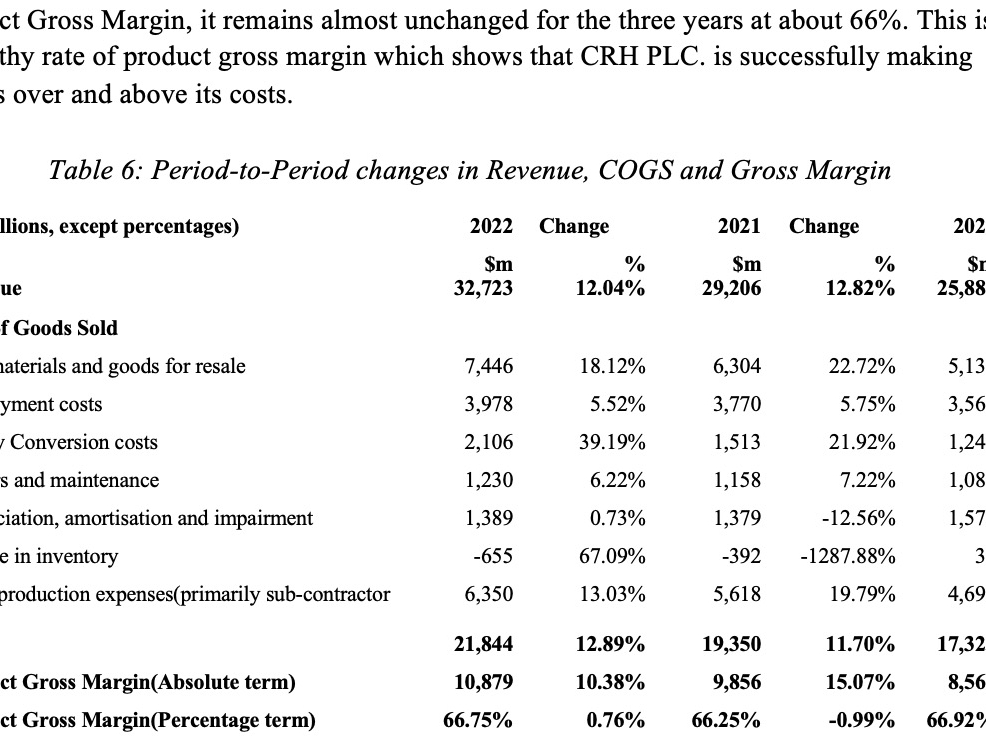 ct Gross Margin, it remains almost unchanged for the three years at about 66%. This is
thy rate of product gross margin which shows that CRH PLC. is successfully making
s over and above its costs.
Table 6: Period-to-Period changes in Revenue, COGS and Gross Margin
llions, except percentages) 2022 Change 2021 Change 202
$m % $m % $m
ue 32,723 12.04% 29,206 12.82% 25,88
f Goods Sold
naterials and goods for resale 7,446 18.12% 6,304 22.72% 5,13
yment costs 3,978 5.52% 3,770 5.75% 3,56
y Conversion costs 2,106 39.19% 1,513 21.92% 1,24
rs and maintenance 1,230 6.22% 1,158 7.22% 1,08
ciation, amortisation and impairment 1,389 0.73% 1,379 -12.56% 1,57
e in inventory -655 67.09% -392 -1287.88% 3
production expenses(primarily sub-contractor 6,350 13.03% 5,618 19.79% 4,69
21,844 12.89% 19,350 11.70% 17,32
ct Gross Margin(Absolute term) 10,879 10.38% 9,856 15.07% 8,56
ct Gross Margin(Percentage term) 66.75% 0.76% 66.25% -0.99% 66.92%